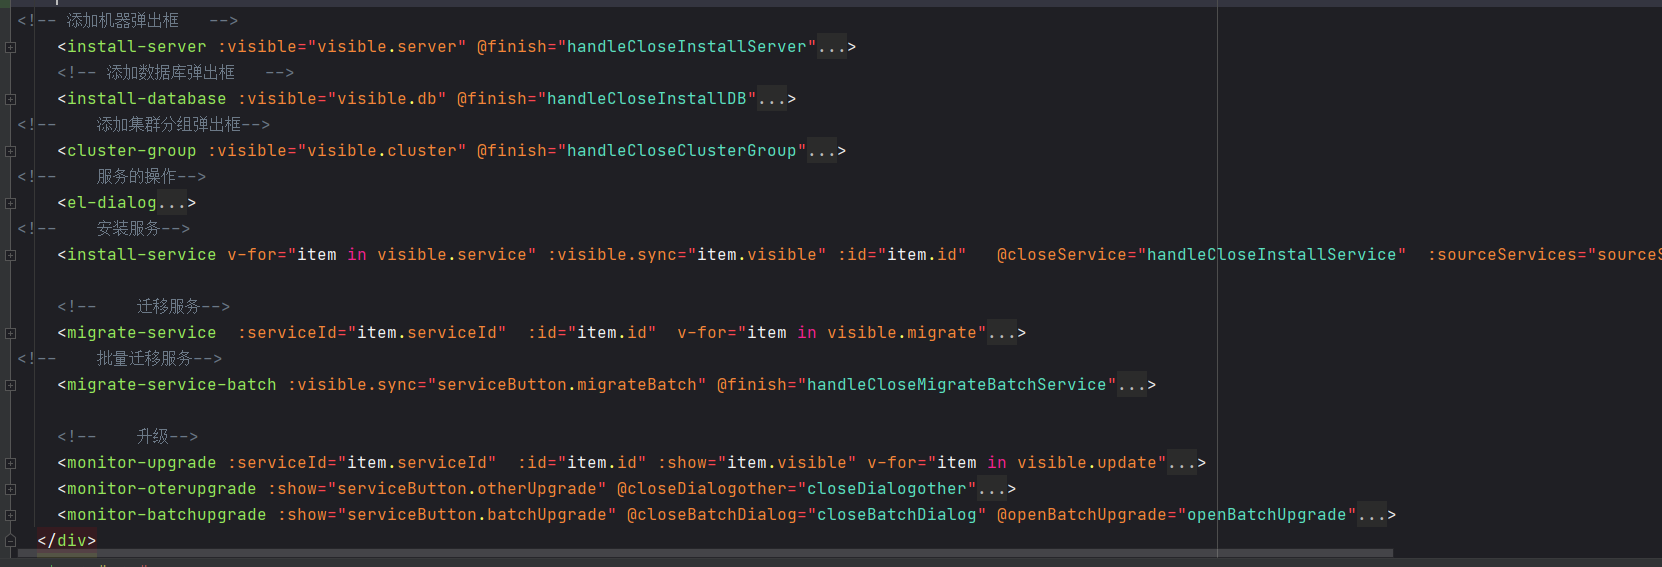 <!-- 添加机器弹出框   -->
<install-server :visible="visible.server" @finish="handleCloseInstallServer"...>
<!-- 添加数据库弹出框   -->
<install-database :visible="visible.db" @finish="handleCloseInstallDB"...>
<!--    添加集群分组弹出框-->
<cluster-group :visible="visible.cluster" @finish="handleCloseClusterGroup"...>
<!--    服务的操作-->
<el-dialog...>
<!--    安装服务-->
<install-service v-for="item in visible.service" :visible.sync="item.visible" :id="item.id"   @closeService="handleCloseInstallService"  :sourceServices="sourceS
<!--    迁移服务-->
<migrate-service  :serviceId="item.serviceId"  :id="item.id"  v-for="item in visible.migrate"...>
<!--    批量迁移服务-->
<migrate-service-batch :visible.sync="serviceButton.migrateBatch" @finish="handleCloseMigrateBatchService"...>
<!--    升级-->
<monitor-upgrade :serviceId="item.serviceId"  :id="item.id" :show="item.visible" v-for="item in visible.update"...>
<monitor-oterupgrade :show="serviceButton.otherUpgrade" @closeDialogother="closeDialogother"...>
<monitor-batchupgrade :show="serviceButton.batchUpgrade" @closeBatchDialog="closeBatchDialog" @openBatchUpgrade="openBatchUpgrade"...>
</div>